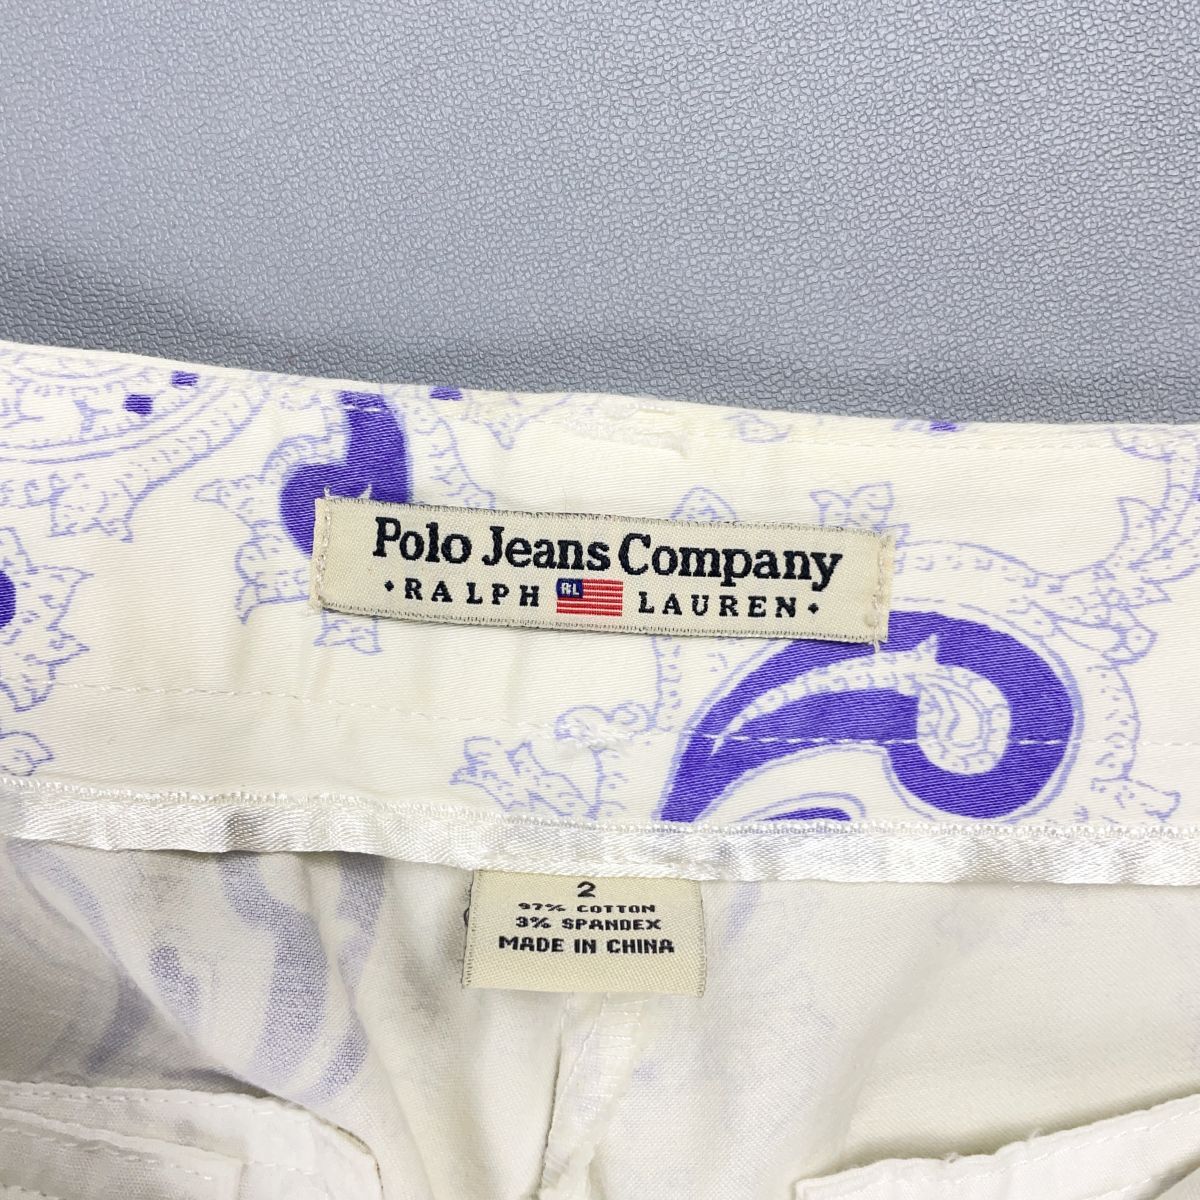 Polo Jeans Company
•RALPH RL LAUREN•
2
97% COTTON
3% SPANDEX
MADE IN CHINA